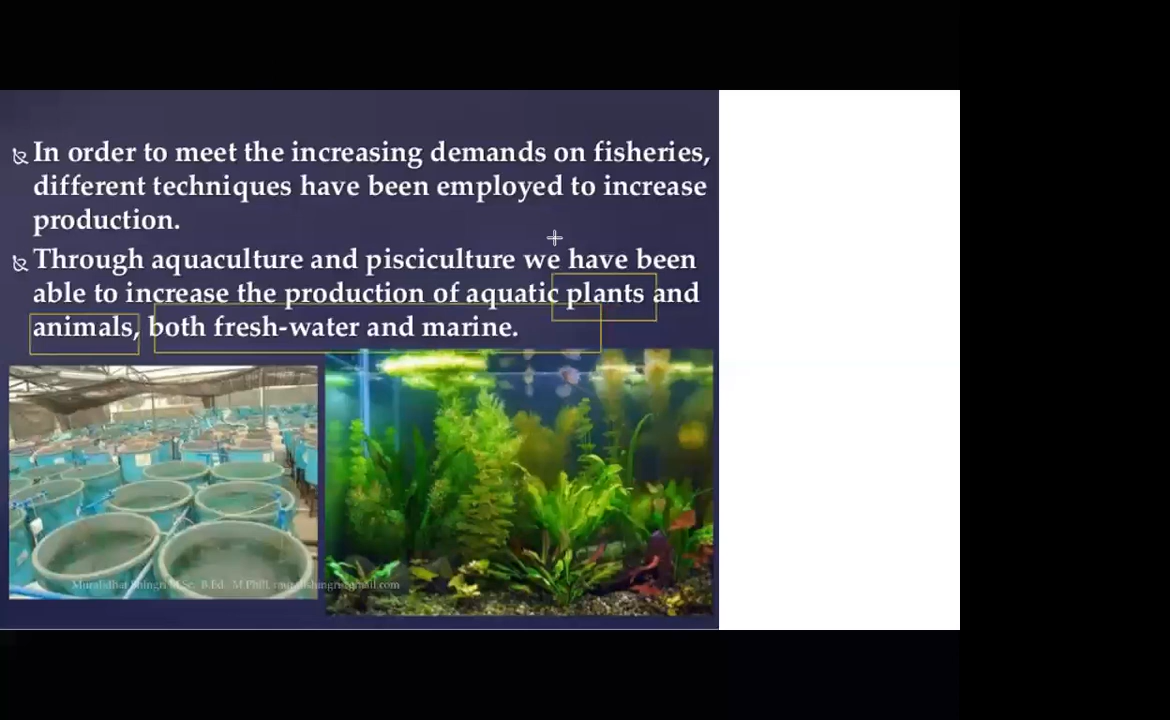 In order to meet the increasing demands on fisheries,
different techniques have been employed to increase
production.
Through aquaculture and pisciculture we have been
able to increase the production of aquatic plants and
animals, both fresh-water and marine.